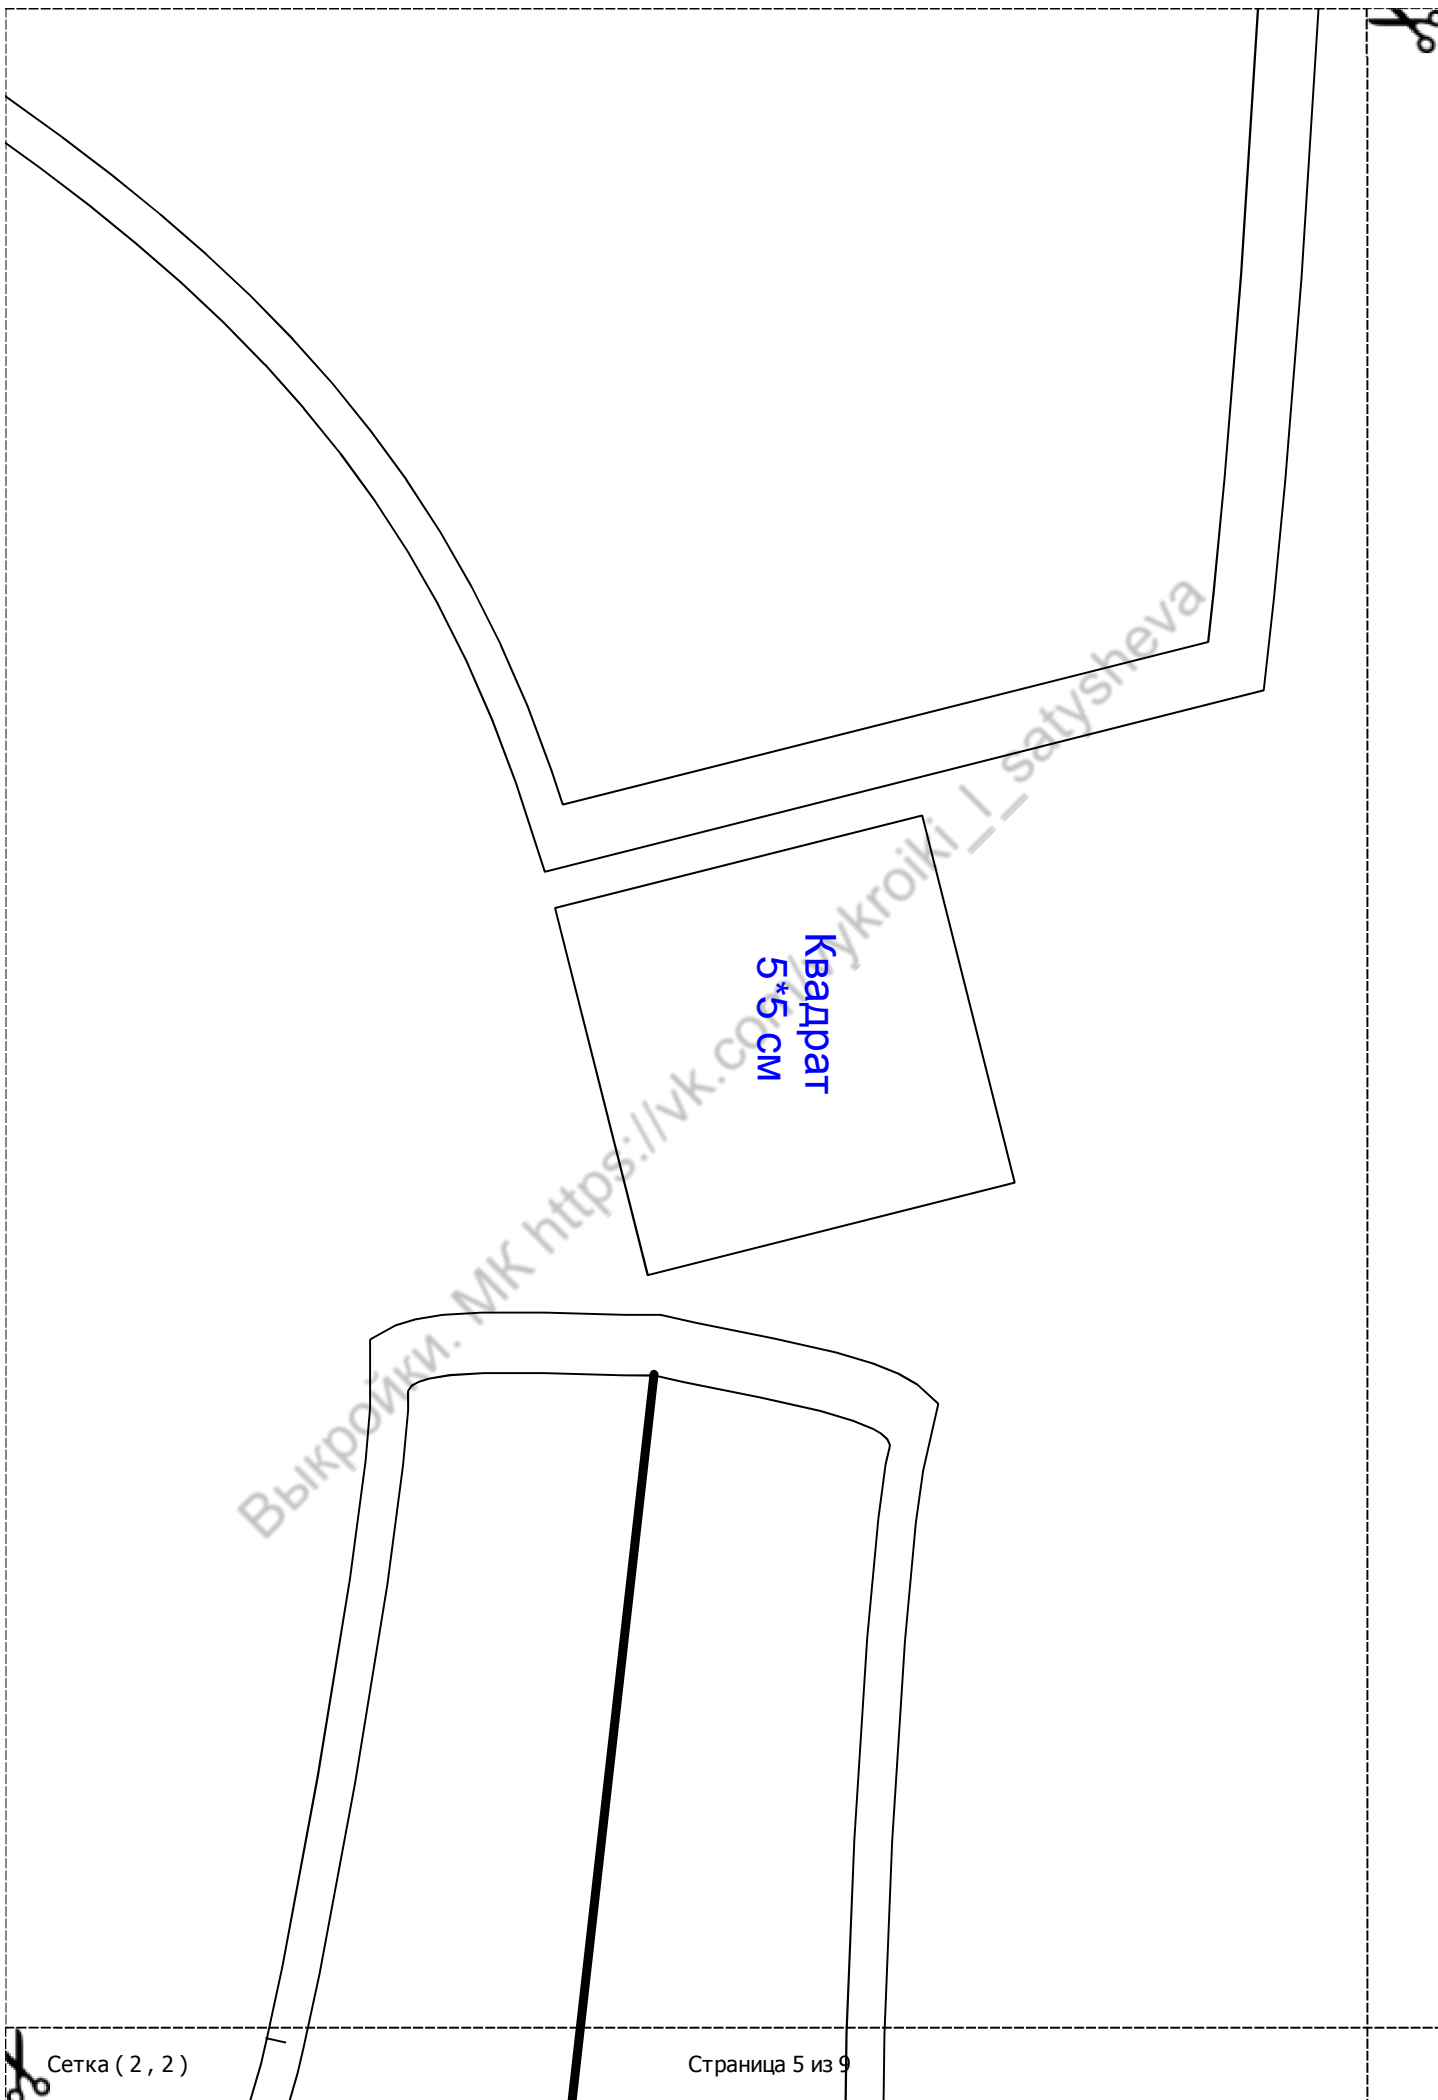 Квадрат
5*5 см
Выкройки. МК https://vk.com/vykroiki_l_satysheva
Сетка ( 2 , 2 )
Страница 5 из 9